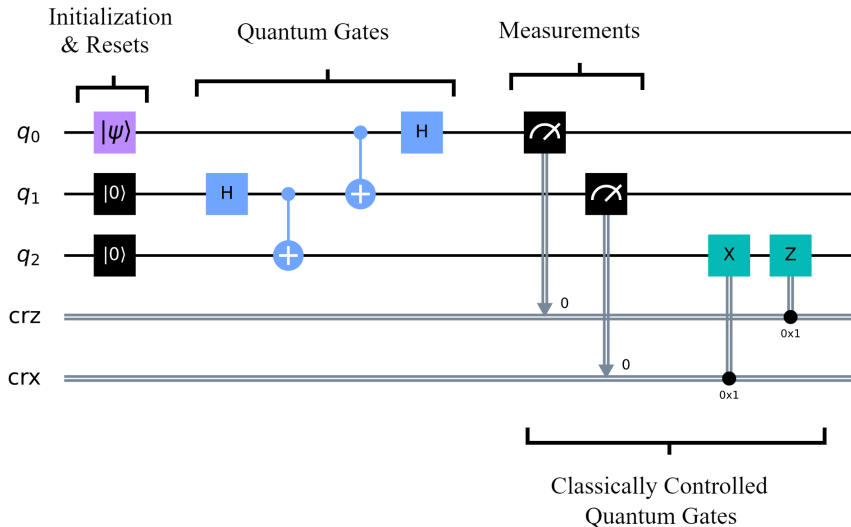 Initialization
& Resets
Quantum Gates
Measurements
q₀ |ψ⟩ H
q₁ |0⟩ H
q₂ |0⟩ X Z
crz 0 0x1
crx 0 0x1
Classically Controlled
Quantum Gates